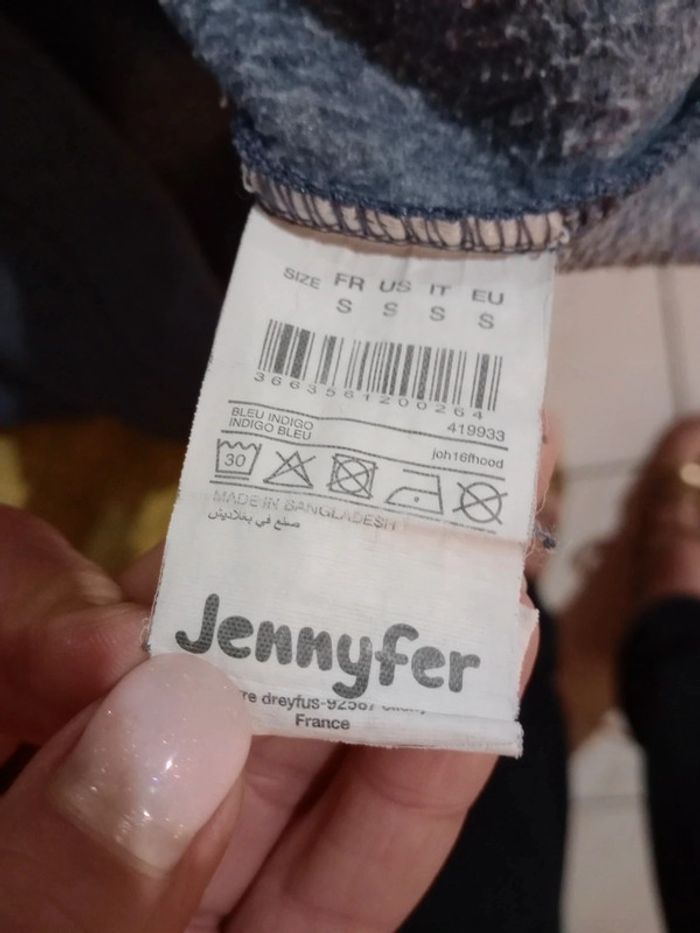 SIZE FR US IT EU
S S S S
3663561200264
BLEU INDIGO 419933
INDIGO BLEU joh16fhood
30
MADE IN BANGLADESH
صنع في بنغلاديش
Jennyfer
dreyfus-92587
France